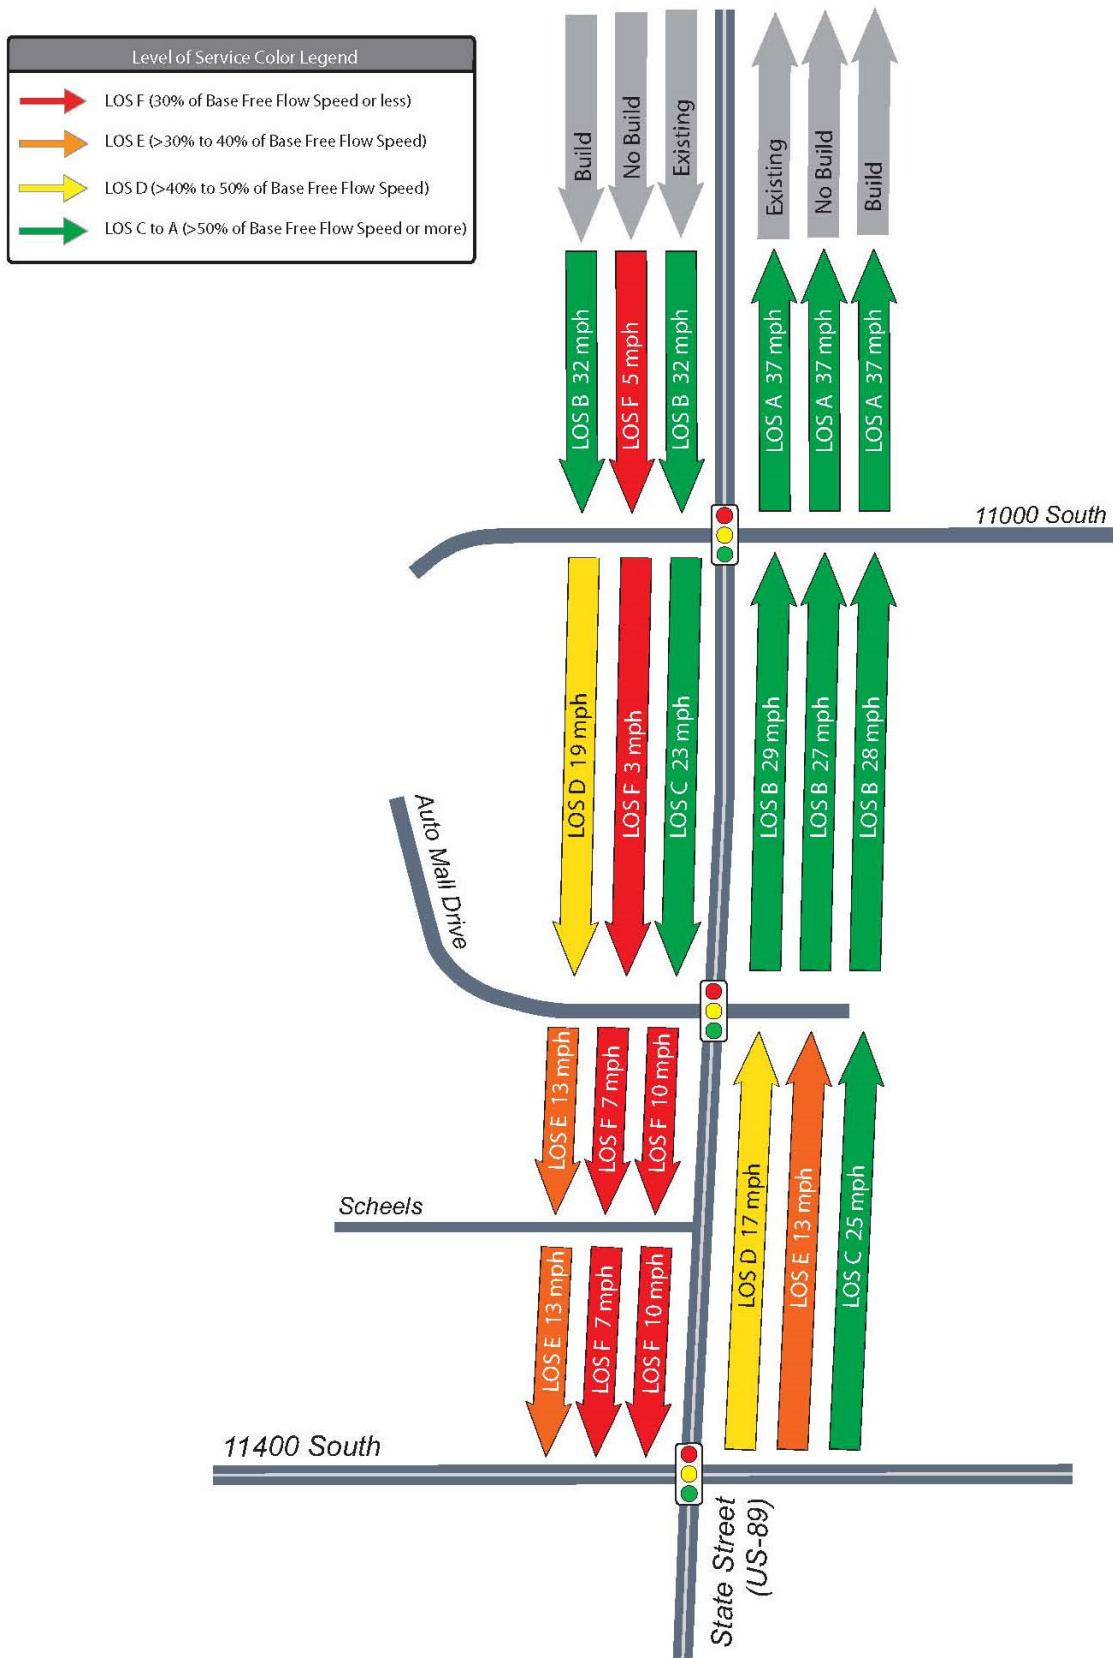 Level of Service Color Legend
LOS F (30% of Base Free Flow Speed or less)
LOS E (>30% to 40% of Base Free Flow Speed)
LOS D (>40% to 50% of Base Free Flow Speed)
LOS C to A (>50% of Base Free Flow Speed or more)
Build
No Build
Existing
Existing
No Build
Build
LOS B 32 mph
LOS F 5 mph
LOS B 32 mph
LOS A 37 mph
LOS A 37 mph
LOS A 37 mph
11000 South
LOS D 19 mph
LOS F 3 mph
LOS C 23 mph
LOS B 29 mph
LOS B 27 mph
LOS B 28 mph
Auto Mall Drive
LOS E 13 mph
LOS F 7 mph
LOS F 10 mph
LOS D 17 mph
LOS E 13 mph
LOS C 25 mph
Scheels
LOS E 13 mph
LOS F 7 mph
LOS F 10 mph
11400 South
State Street
(US-89)